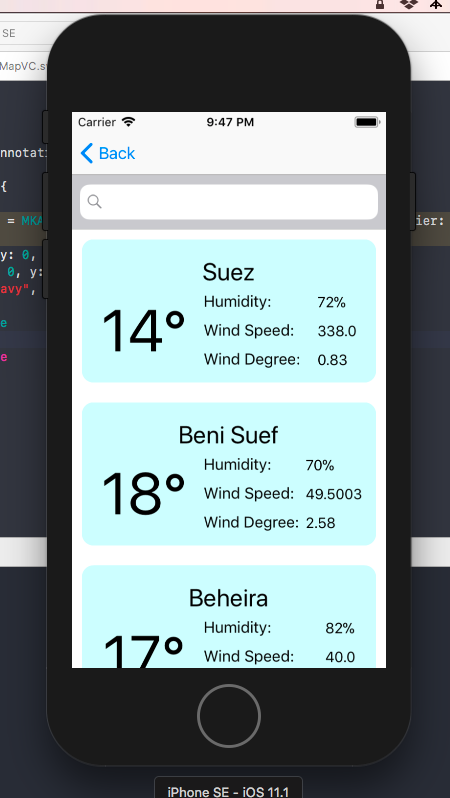 SE
MapVC.s
Carrier 9:47 PM
Back
nnotati
{
= MKA
ier:
y: 0,
0, y:
avy",
e
e
Suez
14°
Humidity: 72%
Wind Speed: 338.0
Wind Degree: 0.83
Beni Suef
18°
Humidity: 70%
Wind Speed: 49.5003
Wind Degree: 2.58
Beheira
17°
Humidity: 82%
Wind Speed: 40.0
iPhone SE - iOS 11.1